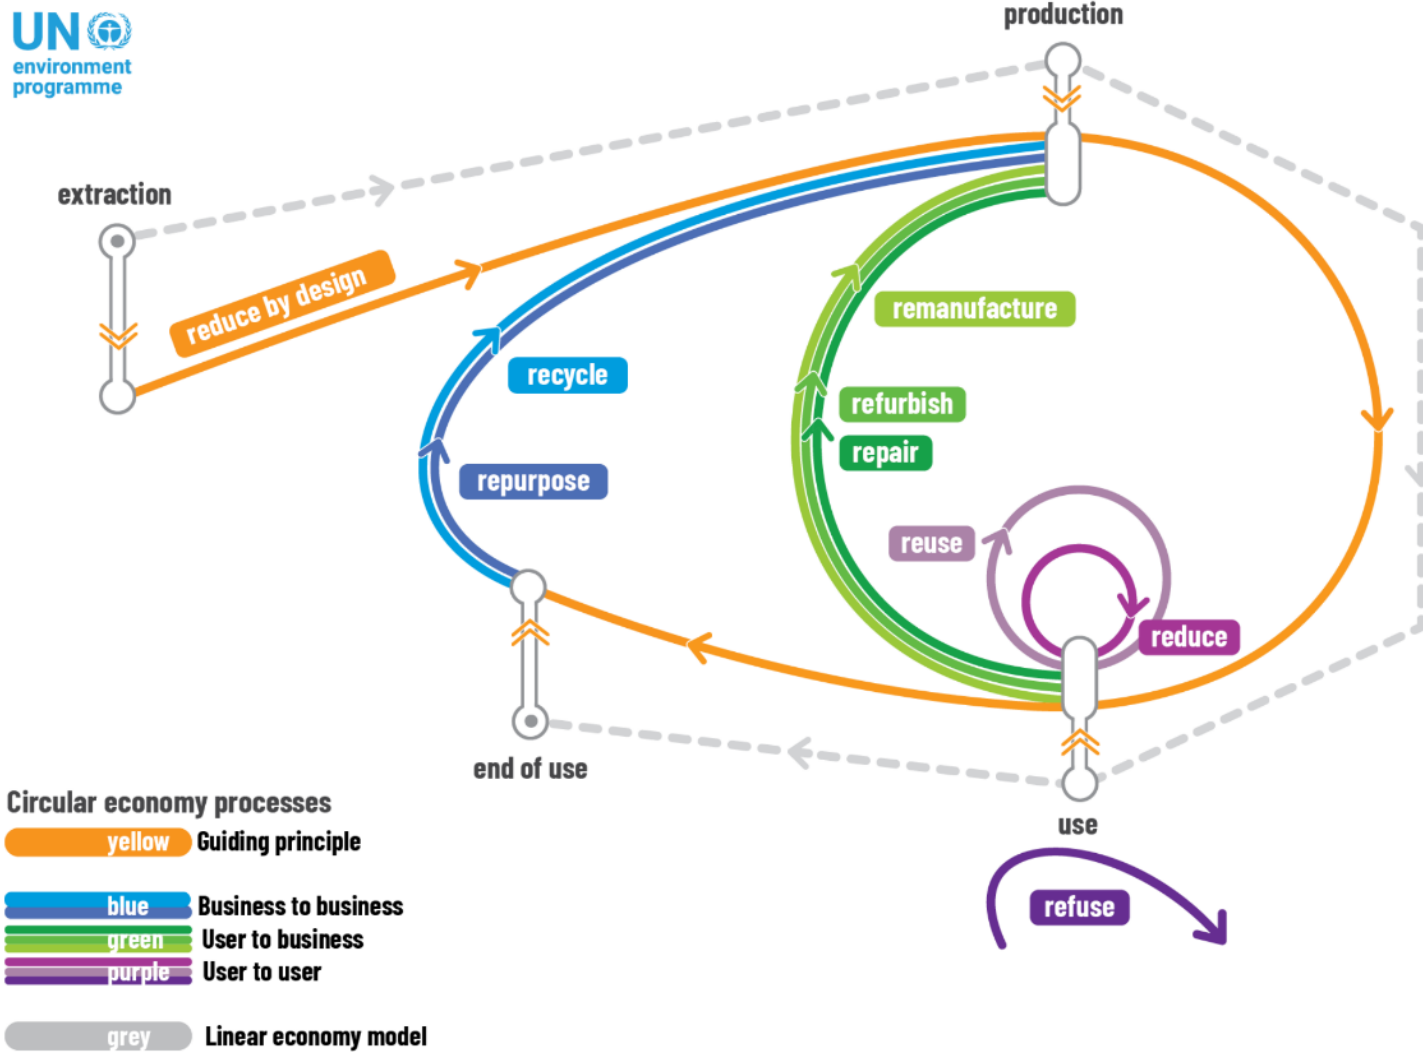 UN
environment
programme
production
extraction
reduce by design
remanufacture
recycle
refurbish
repair
repurpose
reuse
reduce
end of use
use
refuse
Circular economy processes
yellow Guiding principle
blue Business to business
green User to business
purple User to user
grey Linear economy model